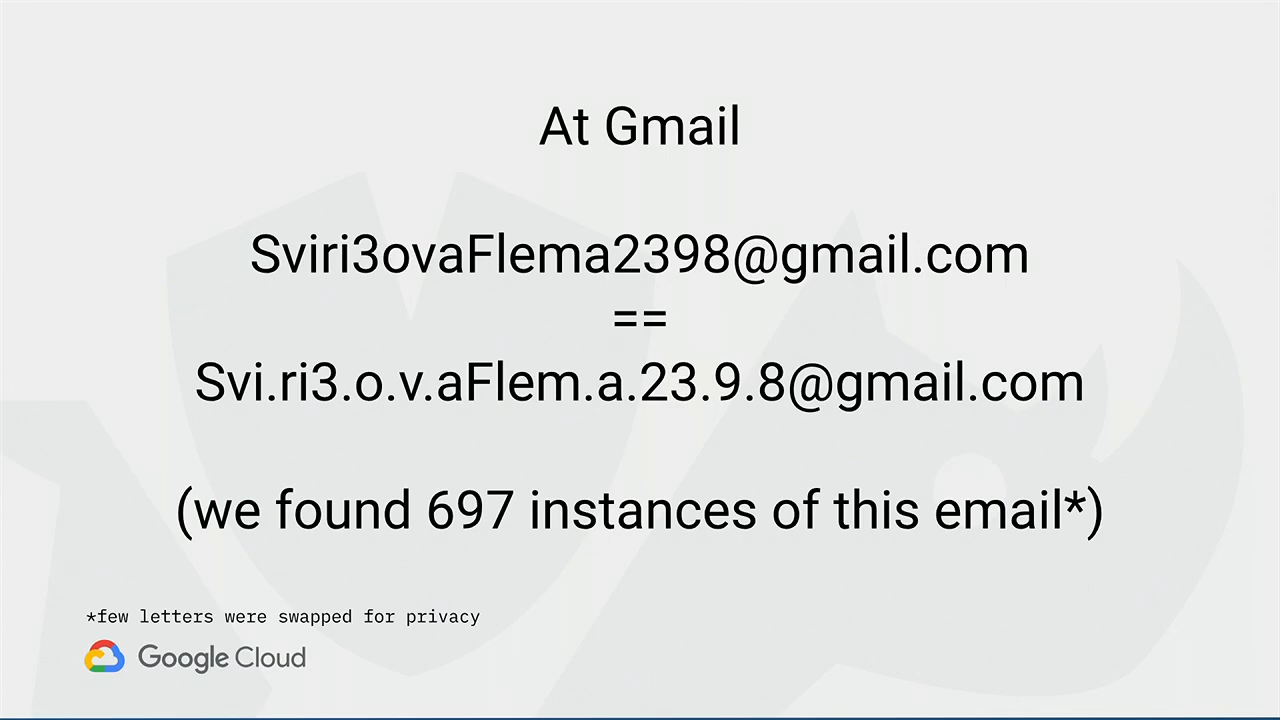 At Gmail
Sviri3ovaFlema2398@gmail.com
==
Svi.ri3.o.v.aFlem.a.23.9.8@gmail.com
(we found 697 instances of this email*)
*few letters were swapped for privacy
Google Cloud